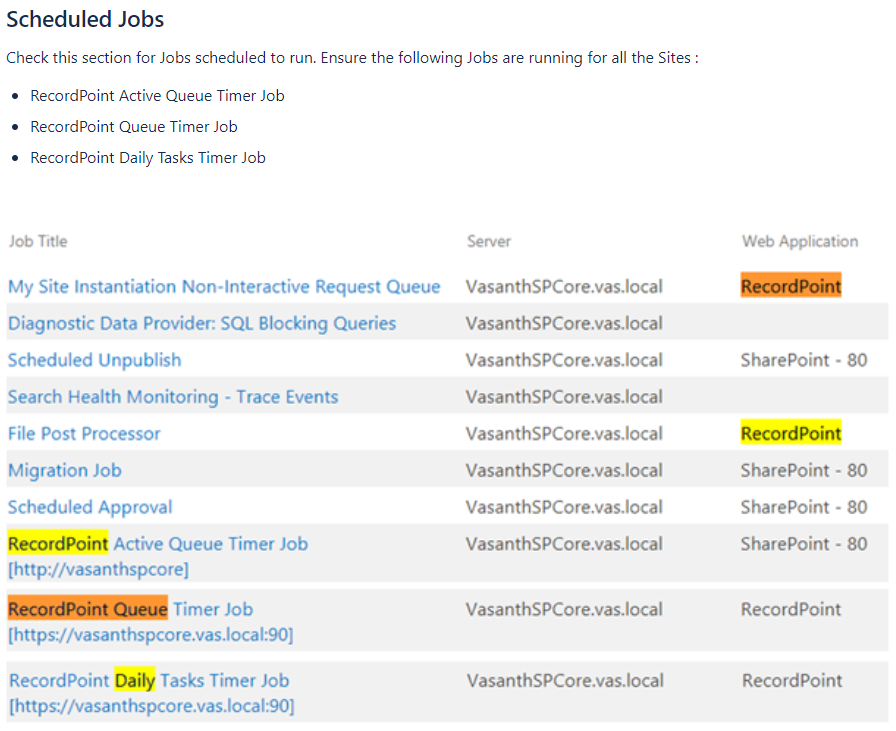 Scheduled Jobs
Check this section for Jobs scheduled to run. Ensure the following Jobs are running for all the Sites :
• RecordPoint Active Queue Timer Job
• RecordPoint Queue Timer Job
• RecordPoint Daily Tasks Timer Job
Job Title Server Web Application
My Site Instantiation Non-Interactive Request Queue VasanthSPCore.vas.local RecordPoint
Diagnostic Data Provider: SQL Blocking Queries VasanthSPCore.vas.local
Scheduled Unpublish VasanthSPCore.vas.local SharePoint - 80
Search Health Monitoring - Trace Events VasanthSPCore.vas.local
File Post Processor VasanthSPCore.vas.local RecordPoint
Migration Job VasanthSPCore.vas.local SharePoint - 80
Scheduled Approval VasanthSPCore.vas.local SharePoint - 80
RecordPoint Active Queue Timer Job VasanthSPCore.vas.local SharePoint - 80
[http://vasanthspcore]
RecordPoint Queue Timer Job VasanthSPCore.vas.local RecordPoint
[https://vasanthspcore.vas.local:90]
RecordPoint Daily Tasks Timer Job VasanthSPCore.vas.local RecordPoint
[https://vasanthspcore.vas.local:90]